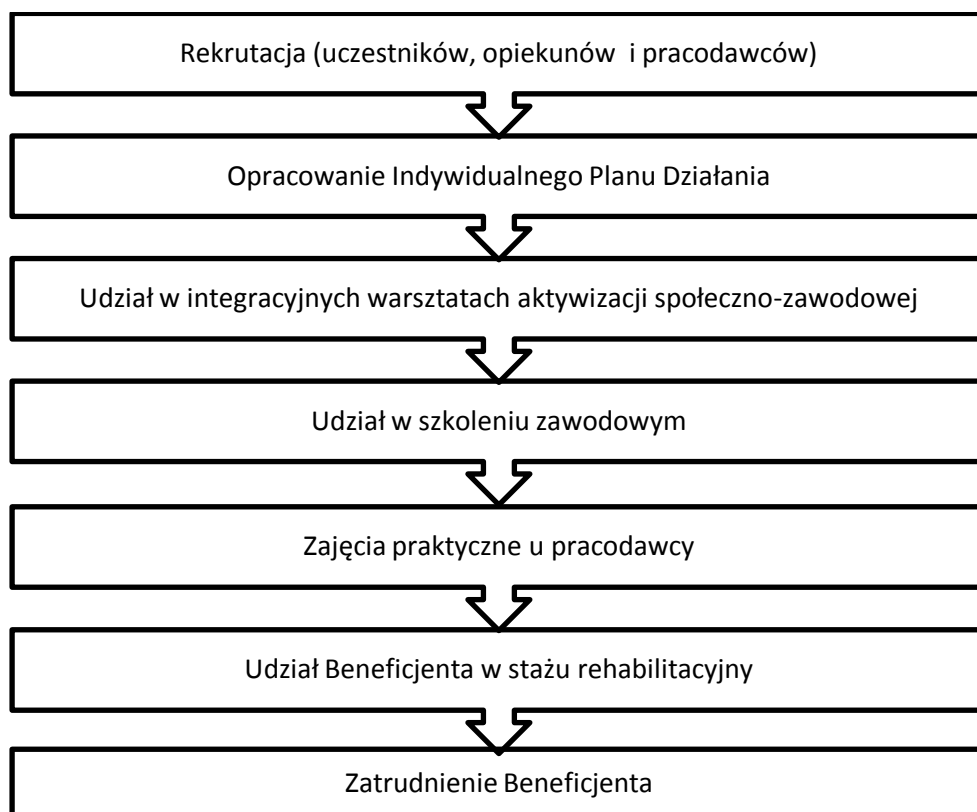 Rekrutacja (uczestników, opiekunów i pracodawców)
Opracowanie Indywidualnego Planu Działania
Udział w integracyjnych warsztatach aktywizacji społeczno-zawodowej
Udział w szkoleniu zawodowym
Zajęcia praktyczne u pracodawcy
Udział Beneficjenta w stażu rehabilitacyjny
Zatrudnienie Beneficjenta